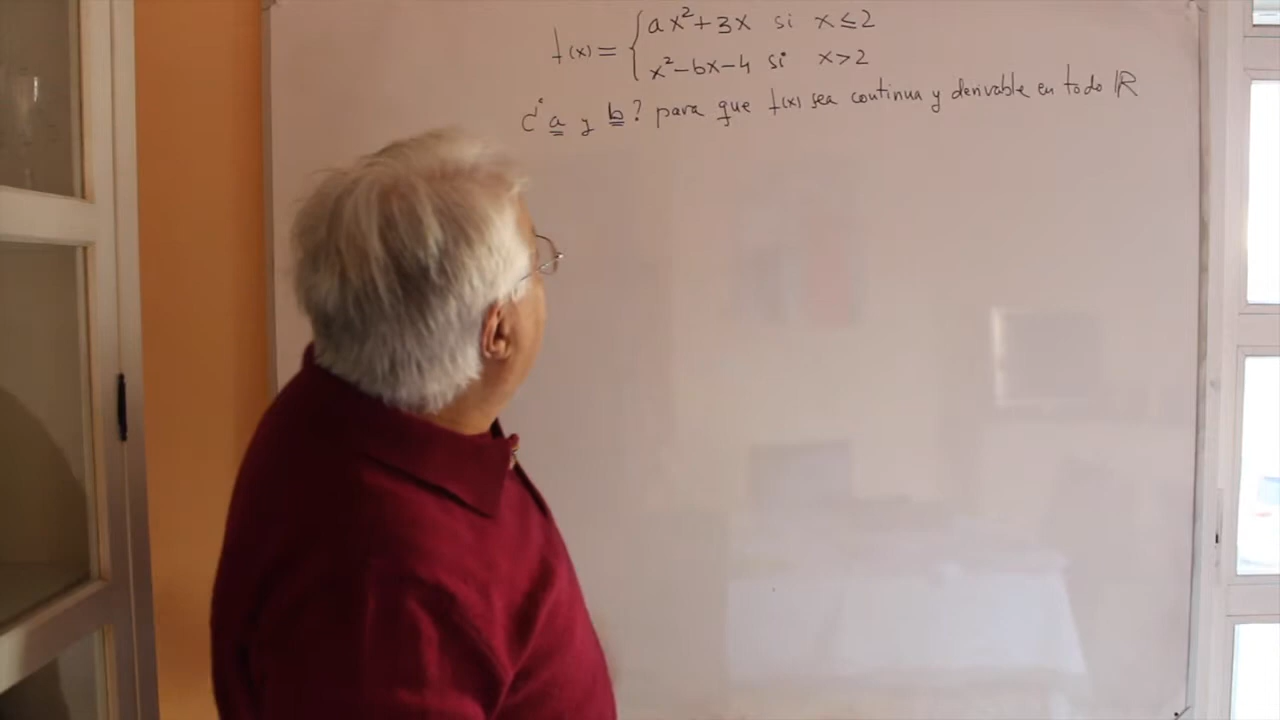 f(x) = { ax² + 3x si x ≤ 2
x² - bx - 4 si x > 2
¿ a y b ? para que f(x) sea continua y derivable en todo ℝ